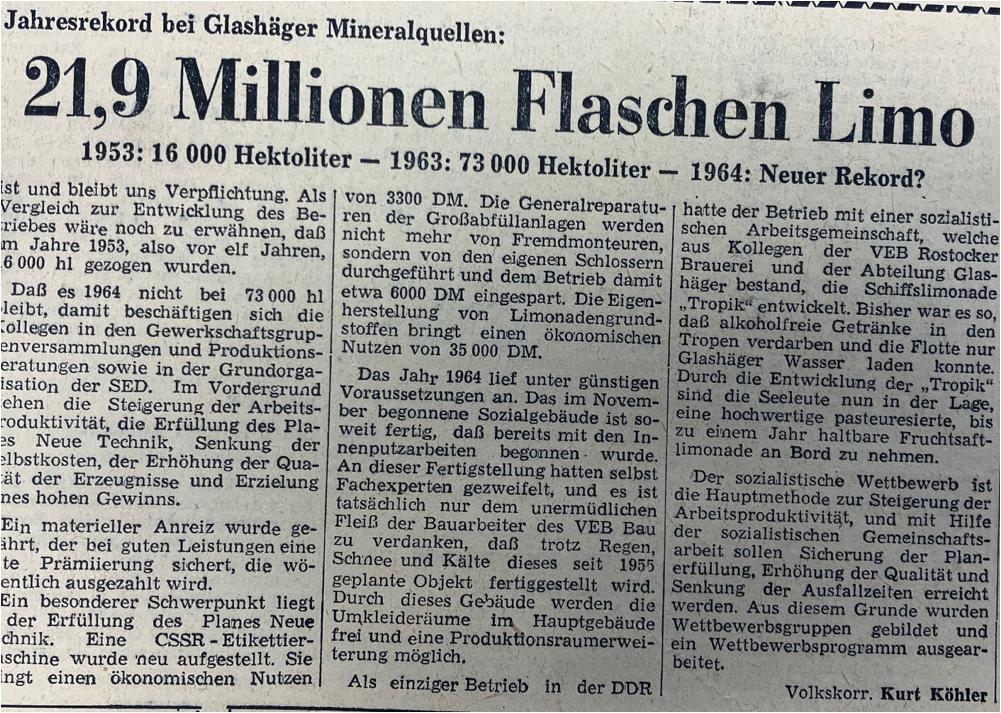 Jahresrekord bei Glashäger Mineralquellen:
21,9 Millionen Flaschen Limo
1953: 16 000 Hektoliter — 1963: 73 000 Hektoliter — 1964: Neuer Rekord?
ist und bleibt uns Verpflichtung. Als
Vergleich zur Entwicklung des Be-
triebes wäre noch zu erwähnen, daß
im Jahre 1953, also vor elf Jahren,
16 000 hl gezogen wurden.
Daß es 1964 nicht bei 73 000 hl
bleibt, damit beschäftigen sich die
Kollegen in den Gewerkschaftsgrup-
penversammlungen und Produktions-
beratungen sowie in der Grundorga-
nisation der SED. Im Vordergrund
stehen die Steigerung der Arbeits-
produktivität, die Erfüllung des Pla-
nes Neue Technik, Senkung der
Selbstkosten, der Erhöhung der Qua-
lität der Erzeugnisse und Erzielung
eines hohen Gewinns.
Ein materieller Anreiz wurde ge-
währt, der bei guten Leistungen eine
te Prämiierung sichert, die wö-
chentlich ausgezahlt wird.
Ein besonderer Schwerpunkt liegt
der Erfüllung des Planes Neue
Technik. Eine CSSR-Etikettier-
maschine wurde neu aufgestellt. Sie
bringt einen ökonomischen Nutzen
von 3300 DM. Die Generalreparatu-
ren der Großabfüllanlagen werden
nicht mehr von Fremdmonteuren,
sondern von den eigenen Schlossern
durchgeführt und dem Betrieb damit
etwa 6000 DM eingespart. Die Eigen-
herstellung von Limonadengrund-
stoffen bringt einen ökonomischen
Nutzen von 35 000 DM.
Das Jahr 1964 lief unter günstigen
Voraussetzungen an. Das im Novem-
ber begonnene Sozialgebäude ist so-
weit fertig, daß bereits mit den In-
nenputzarbeiten begonnen wurde.
An dieser Fertigstellung hatten selbst
Fachexperten gezweifelt, und es ist
tatsächlich nur dem unermüdlichen
Fleiß der Bauarbeiter des VEB Bau
zu verdanken, daß trotz Regen,
Schnee und Kälte dieses seit 1955
geplante Objekt fertiggestellt wird.
Durch dieses Gebäude werden die
Umkleideräume im Hauptgebäude
frei und eine Produktionsraumerwei-
terung möglich.
Als einziger Betrieb in der DDR
hatte der Betrieb mit einer sozialisti-
schen Arbeitsgemeinschaft, welche
aus Kollegen der VEB Rostocker
Brauerei und der Abteilung Glas-
häger bestand, die Schiffslimonade
„Tropik“ entwickelt. Bisher war es so,
daß alkoholfreie Getränke in den
Tropen verdarben und die Flotte nur
Glashäger Wasser laden konnte.
Durch die Entwicklung der „Tropik“
sind die Seeleute nun in der Lage,
eine hochwertige pasteuresierte, bis
zu einem Jahr haltbare Fruchtsaft-
limonade an Bord zu nehmen.
Der sozialistische Wettbewerb ist
die Hauptmethode zur Steigerung der
Arbeitsproduktivität, und mit Hilfe
der sozialistischen Gemeinschafts-
arbeit sollen Sicherung der Plan-
erfüllung, Erhöhung der Qualität und
Senkung der Ausfallzeiten erreicht
werden. Aus diesem Grunde wurden
Wettbewerbsgruppen gebildet und
ein Wettbewerbsprogramm ausgear-
beitet.
Volkskorr. Kurt Köhler